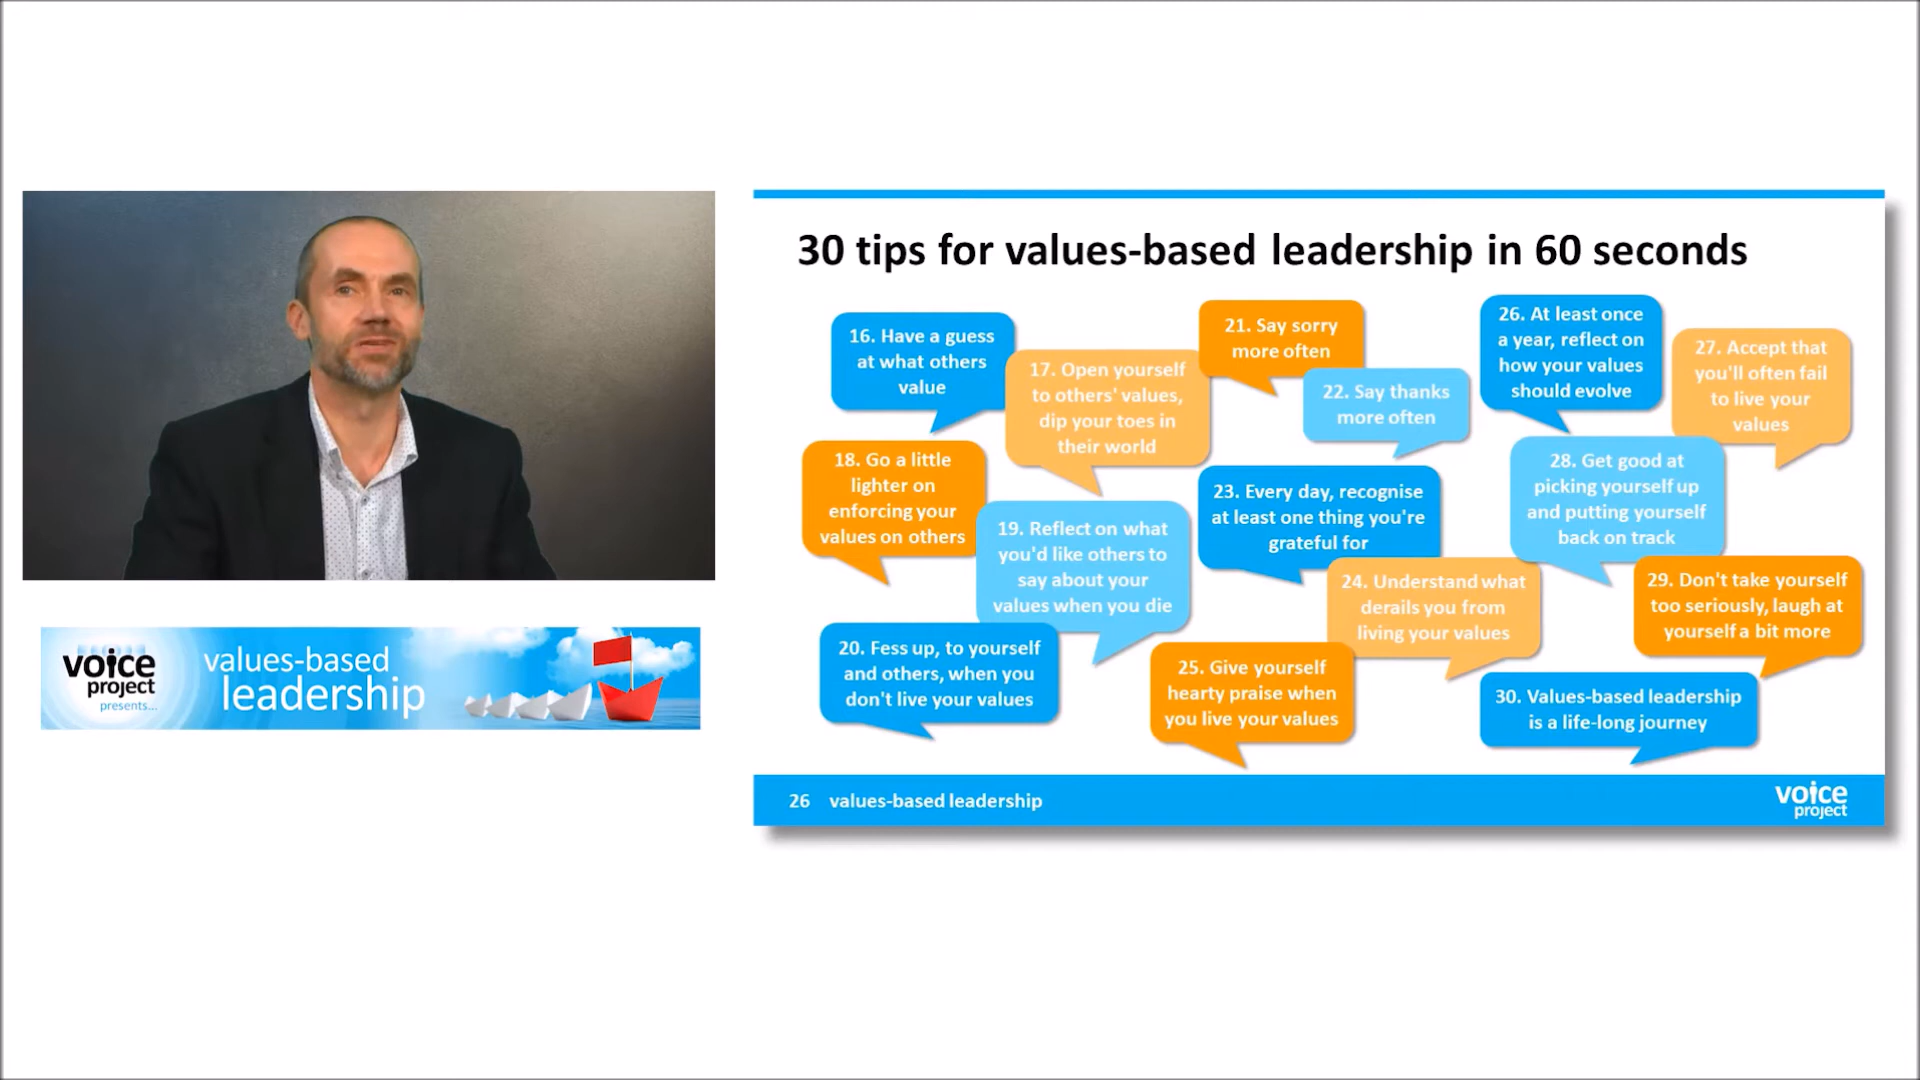 30 tips for values-based leadership in 60 seconds
16. Have a guess
at what others
value
17. Open yourself
to others' values,
dip your toes in
their world
18. Go a little
lighter on
enforcing your
values on others
19. Reflect on what
you'd like others to
say about your
values when you die
20. Fess up, to yourself
and others, when you
don't live your values
21. Say sorry
more often
22. Say thanks
more often
23. Every day, recognise
at least one thing you're
grateful for
24. Understand what
derails you from
living your values
25. Give yourself
hearty praise when
you live your values
26. At least once
a year, reflect on
how your values
should evolve
27. Accept that
you'll often fail
to live your
values
28. Get good at
picking yourself up
and putting yourself
back on track
29. Don't take yourself
too seriously, laugh at
yourself a bit more
30. Values-based leadership
is a life-long journey
voice
project
presents...
values-based
leadership
26 values-based leadership
voice
project